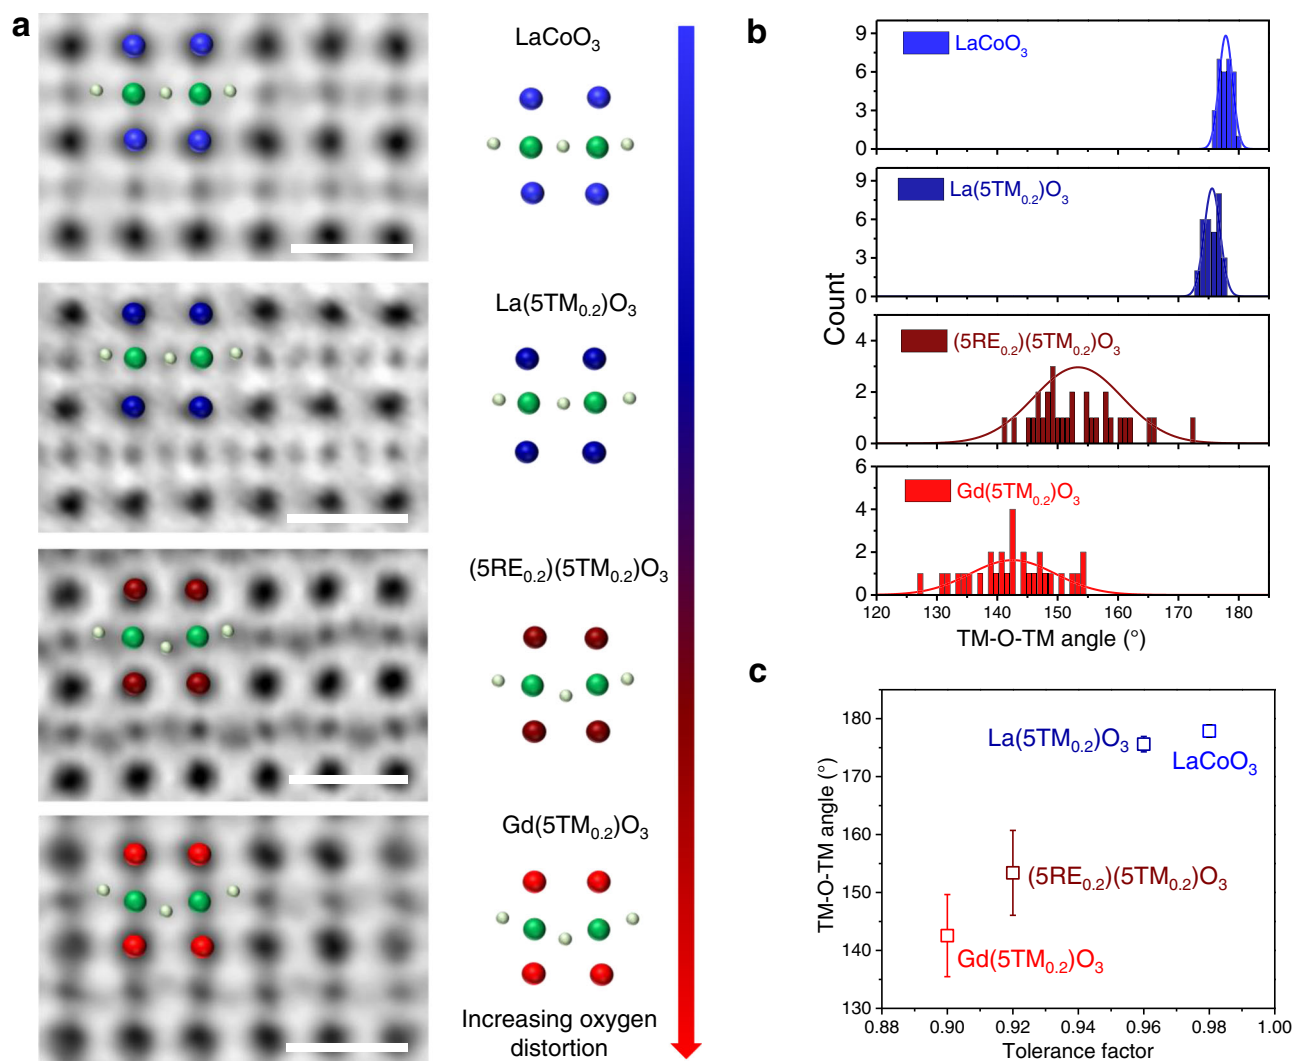 a
LaCoO₃
La(5TM₀.₂)O₃
(5RE₀.₂)(5TM₀.₂)O₃
Gd(5TM₀.₂)O₃
Increasing oxygen
distortion
b
9
6
3
0
LaCoO₃
9
6
3
0
La(5TM₀.₂)O₃
4
2
0
(5RE₀.₂)(5TM₀.₂)O₃
6
4
2
0
Gd(5TM₀.₂)O₃
Count
120 130 140 150 160 170 180
TM-O-TM angle (°)
c
180
170
160
150
140
130
TM-O-TM angle (°)
La(5TM₀.₂)O₃
LaCoO₃
(5RE₀.₂)(5TM₀.₂)O₃
Gd(5TM₀.₂)O₃
0.88 0.90 0.92 0.94 0.96 0.98 1.00
Tolerance factor